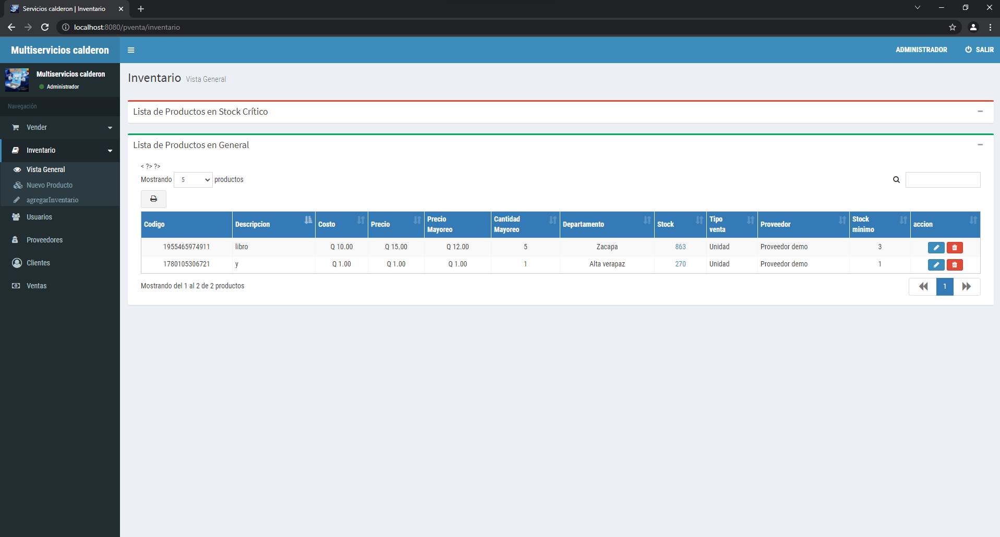 Servicios calderon | Inventario
localhost:8080/pventa/inventario
Multiservicios calderon
ADMINISTRADOR
SALIR
Multiservicios calderon
Administrador
Navegación
Vender
Inventario
Vista General
Nuevo Producto
agregarInventario
Usuarios
Proveedores
Clientes
Ventas
Inventario Vista General
Lista de Productos en Stock Crítico
Lista de Productos en General
< ?> ?>
Mostrando 5 productos
Codigo Descripcion Costo Precio Precio Mayoreo Cantidad Mayoreo Departamento Stock Tipo venta Proveedor Stock minimo accion
1955465974911 libro Q 10.00 Q 15.00 Q 12.00 5 Zacapa 863 Unidad Proveedor demo 3
1780105306721 y Q 1.00 Q 1.00 Q 1.00 1 Alta verapaz 270 Unidad Proveedor demo 1
Mostrando del 1 al 2 de 2 productos
1